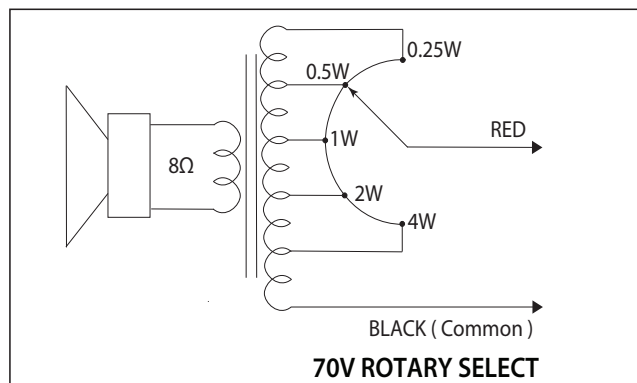 0.25W
0.5W
RED
1W
8Ω
2W
4W
BLACK ( Common )
70V ROTARY SELECT